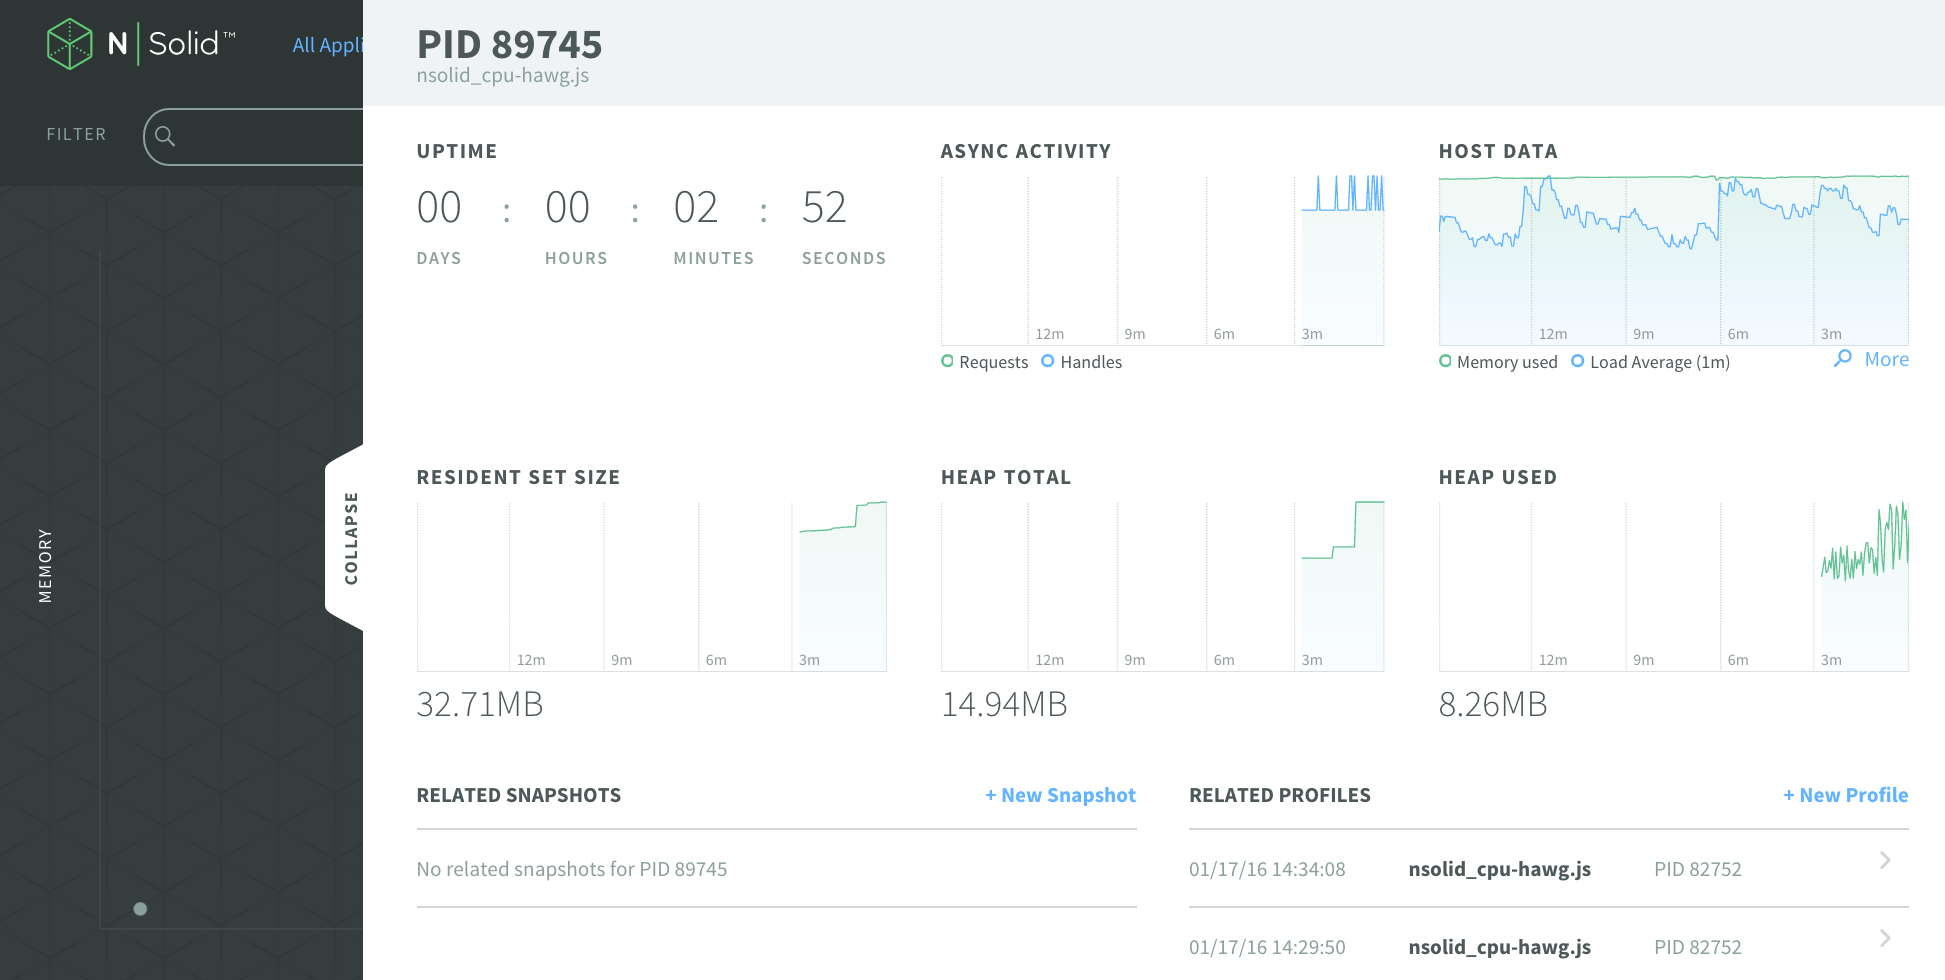 N Solid™
All Appli
FILTER
MEMORY
COLLAPSE
PID 89745
nsolid_cpu-hawg.js
UPTIME
00 : 00 : 02 : 52
DAYS HOURS MINUTES SECONDS
ASYNC ACTIVITY
12m 9m 6m 3m
Requests Handles
HOST DATA
12m 9m 6m 3m
Memory used Load Average (1m) More
RESIDENT SET SIZE
12m 9m 6m 3m
32.71MB
HEAP TOTAL
12m 9m 6m 3m
14.94MB
HEAP USED
12m 9m 6m 3m
8.26MB
RELATED SNAPSHOTS + New Snapshot
No related snapshots for PID 89745
RELATED PROFILES + New Profile
01/17/16 14:34:08 nsolid_cpu-hawg.js PID 82752
01/17/16 14:29:50 nsolid_cpu-hawg.js PID 82752